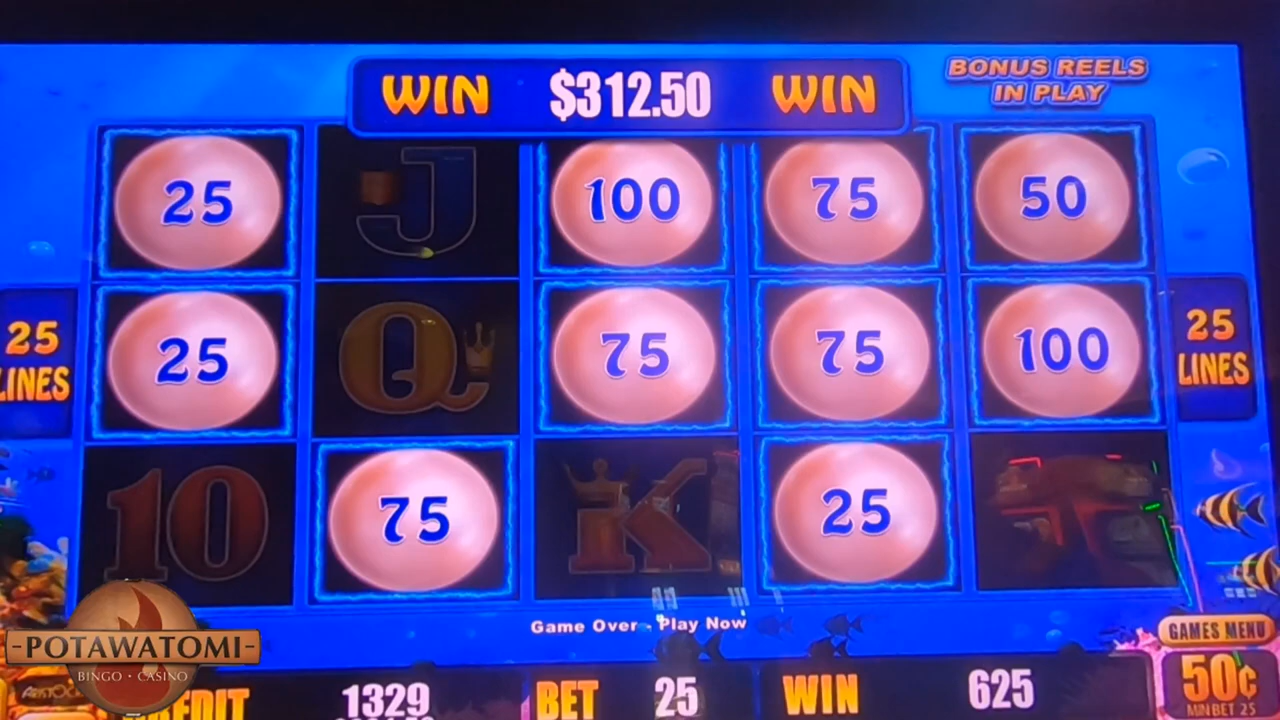 WIN $312.50 WIN
BONUS REELS
IN PLAY
25 J 100 75 50
25 LINES
25 Q 75 75 100
25 LINES
10 75 K 25
Game Over - Play Now
-POTAWATOMI-
BINGO • CASINO
GAMES MENU
CREDIT 1329 BET 25 WIN 625
50¢
MIN BET 25